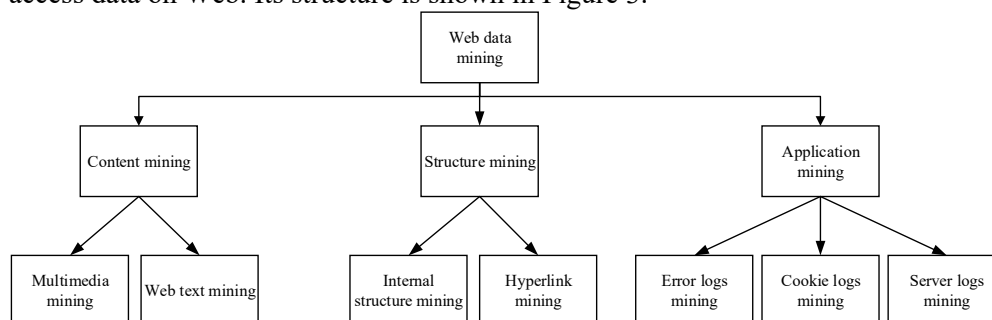 access data on Web. Its structure is shown in Figure 3.
Web data
mining
Content mining
Structure mining
Application
mining
Multimedia
mining
Web text mining
Internal
structure mining
Hyperlink
mining
Error logs
mining
Cookie logs
mining
Server logs
mining